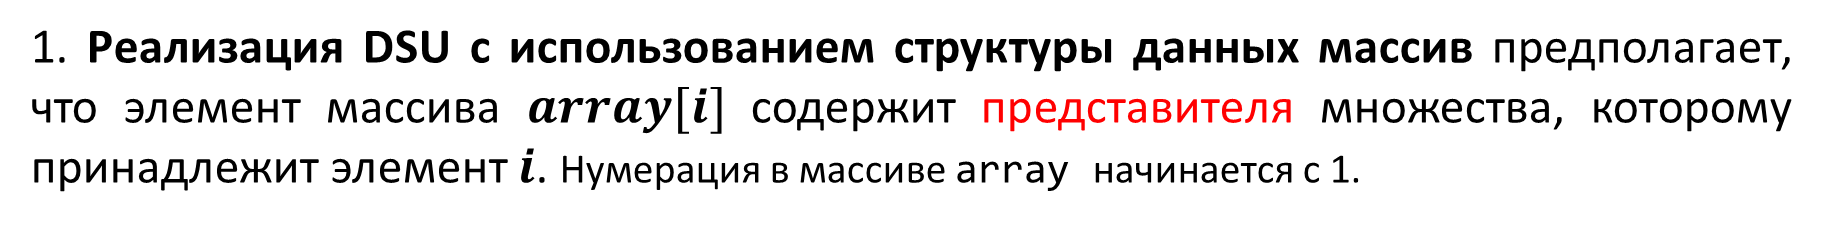 1. Реализация DSU с использованием структуры данных массив предполагает,
что элемент массива array[i] содержит представителя множества, которому
принадлежит элемент i. Нумерация в массиве array начинается с 1.